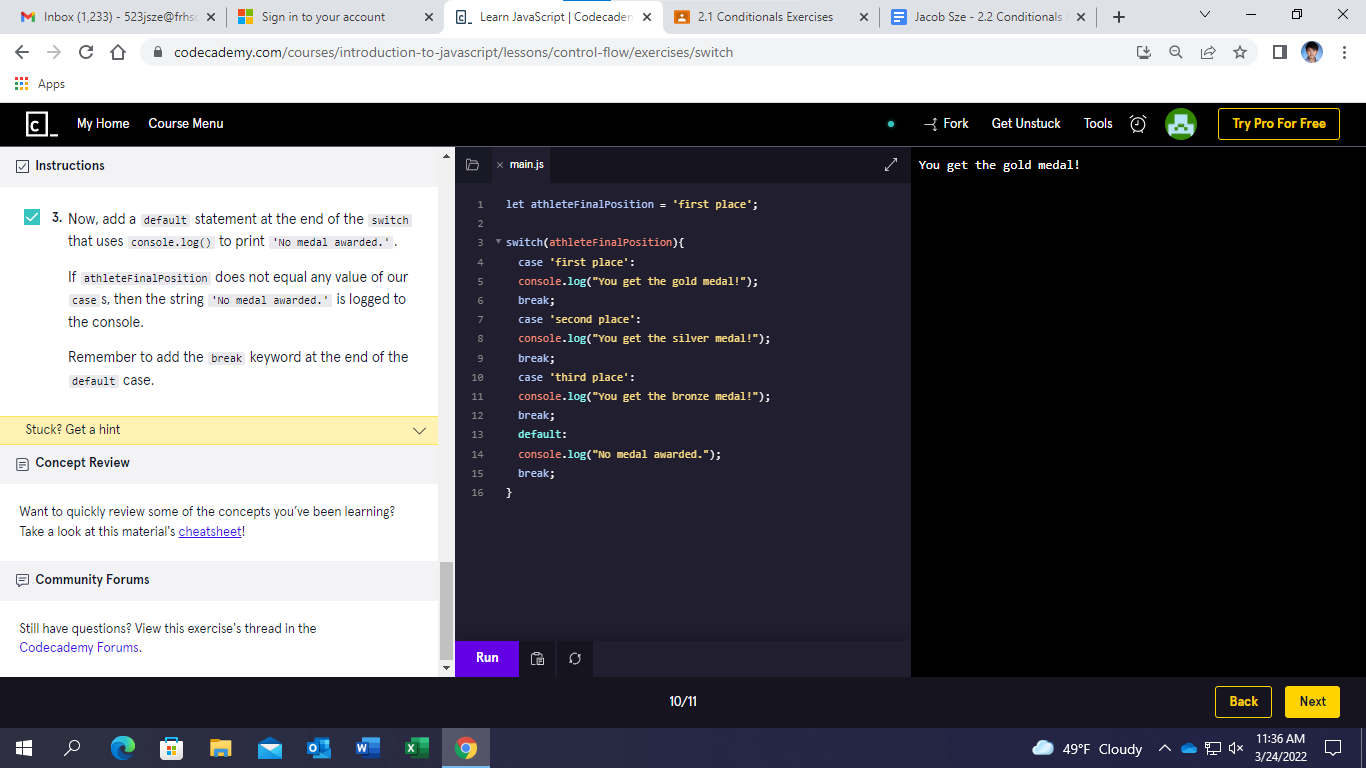 Inbox (1,233) - 523jsze@frhs
Sign in to your account
Learn JavaScript | Codecadem
2.1 Conditionals Exercises
Jacob Sze - 2.2 Conditionals
codecademy.com/courses/introduction-to-javascript/lessons/control-flow/exercises/switch
Apps
My Home
Course Menu
Fork
Get Unstuck
Tools
Try Pro For Free
Instructions
3. Now, add a default statement at the end of the switch
that uses console.log() to print 'No medal awarded.'.
If athleteFinalPosition does not equal any value of our
case s, then the string 'No medal awarded.' is logged to
the console.
Remember to add the break keyword at the end of the
default case.
Stuck? Get a hint
Concept Review
Want to quickly review some of the concepts you've been learning?
Take a look at this material's cheatsheet!
Community Forums
Still have questions? View this exercise's thread in the
Codecademy Forums.
main.js
1 let athleteFinalPosition = 'first place';
2
3 switch(athleteFinalPosition){
4 case 'first place':
5 console.log("You get the gold medal!");
6 break;
7 case 'second place':
8 console.log("You get the silver medal!");
9 break;
10 case 'third place':
11 console.log("You get the bronze medal!");
12 break;
13 default:
14 console.log("No medal awarded.");
15 break;
16 }
Run
You get the gold medal!
10/11
Back
Next
49°F Cloudy
11:36 AM
3/24/2022